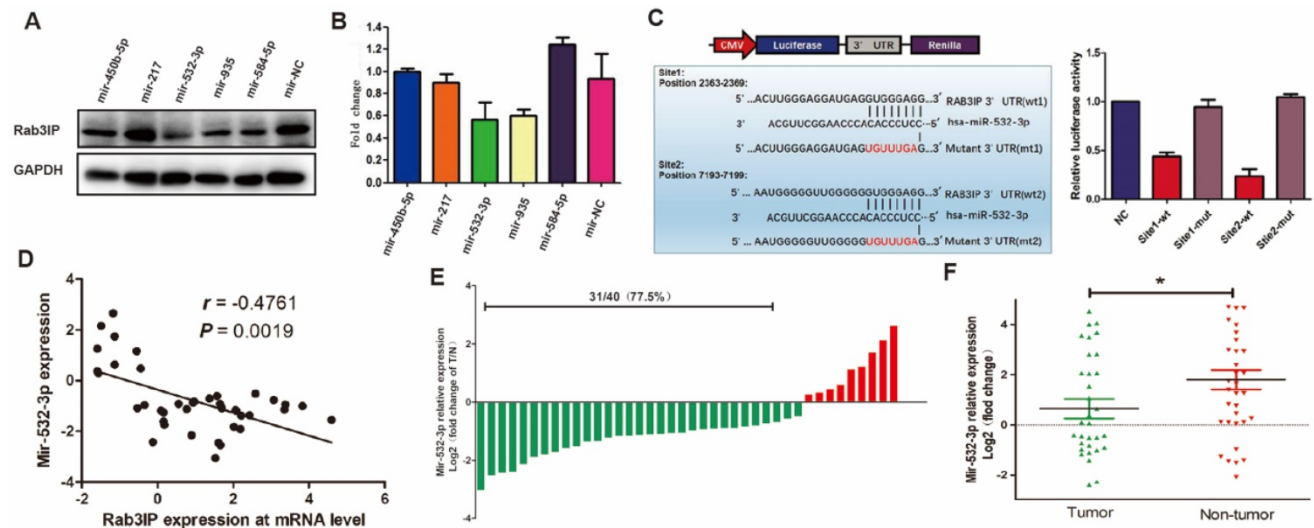 A
mir-450b-5p
mir-217
mir-532-3p
mir-935
mir-584-5p
mir-NC
Rab3IP
GAPDH
B
Fold change
1.4
1.2
1.0
0.8
0.6
0.4
0.2
0.0
mir-450b-5p
mir-217
mir-532-3p
mir-935
mir-584-5p
mir-NC
C
CMV
Luciferase
3' UTR
Renilla
Site1:
Position 2363-2369:
5' ...ACUUGGGAGGAUGAGGUGGGAGG...3' RAB3IP 3' UTR(wt1)
3' ACGUUCGGAACCCACACCCUCC...5' hsa-miR-532-3p
5' ...ACUUGGGAGGAUGAGUGUUUGAG...3' Mutant 3' UTR(mt1)
Site2:
Position 7193-7199:
5' ... AAUGGGGGUUGGGGGGUGGGAGG...3' RAB3IP 3' UTR(wt2)
3' ACGUUCGGAACCCACACCCUCC...5' hsa-miR-532-3p
5' ... AAUGGGGGUUGGGGGUGUUUGAG...3' Mutant 3' UTR(mt2)
Relative luciferase activity
1.5
1.0
0.5
0.0
NC
Site1-wt
Site1-mut
Site2-wt
Stie2-mut
D
r = -0.4761
P = 0.0019
Mir-532-3p expression
4
2
0
-2
-4
-2
0
2
4
6
Rab3IP expression at mRNA level
E
31/40 (77.5%)
Mir-532-3p relative expression
Log2 (fold change of T/N)
4
2
0
-2
-4
F
*
Mir-532-3p relative expression
Log2 (flod change)
4
2
0
-2
Tumor
Non-tumor